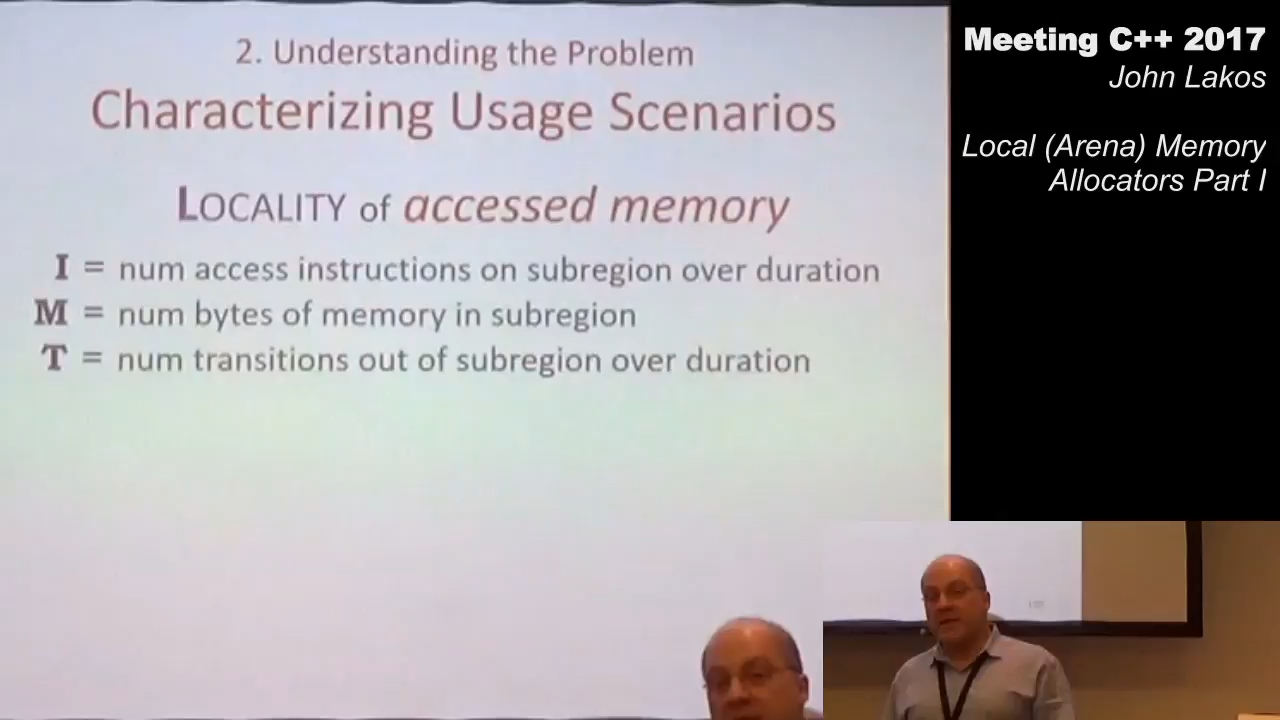 2. Understanding the Problem
Characterizing Usage Scenarios
LOCALITY of accessed memory
I = num access instructions on subregion over duration
M = num bytes of memory in subregion
T = num transitions out of subregion over duration
Meeting C++ 2017
John Lakos
Local (Arena) Memory
Allocators Part I